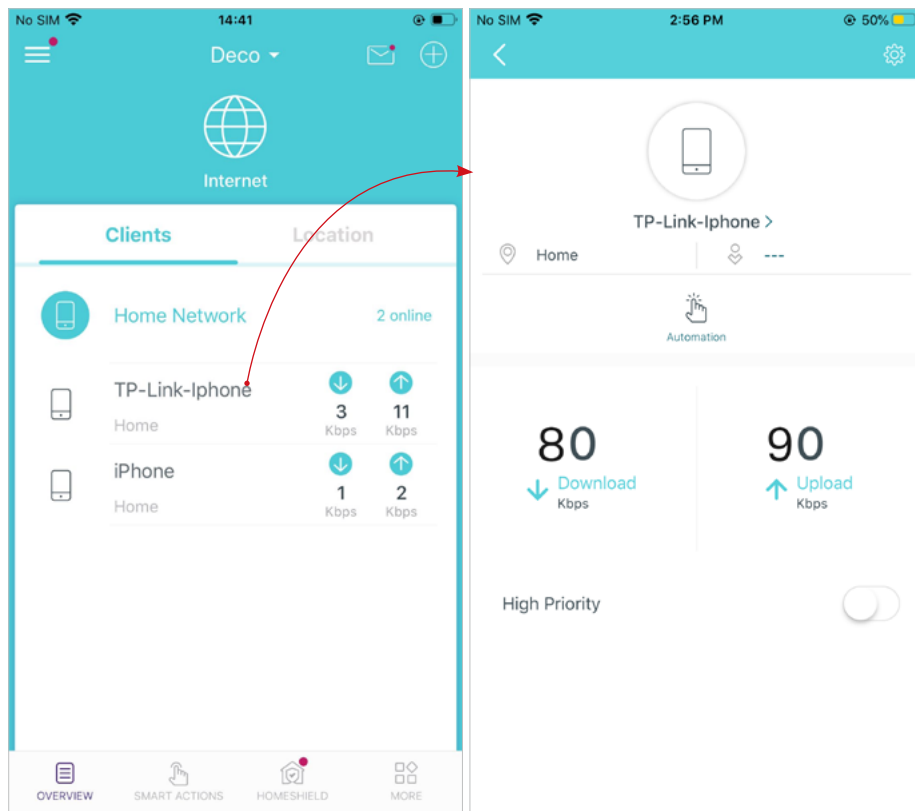 No SIM 14:41
Deco
Internet
Clients Location
Home Network 2 online
TP-Link-Iphone
Home
3 11
Kbps Kbps
iPhone
Home
1 2
Kbps Kbps
OVERVIEW SMART ACTIONS HOMESHIELD MORE
No SIM 2:56 PM 50%
TP-Link-Iphone >
Home ---
Automation
80 90
Download Upload
Kbps Kbps
High Priority